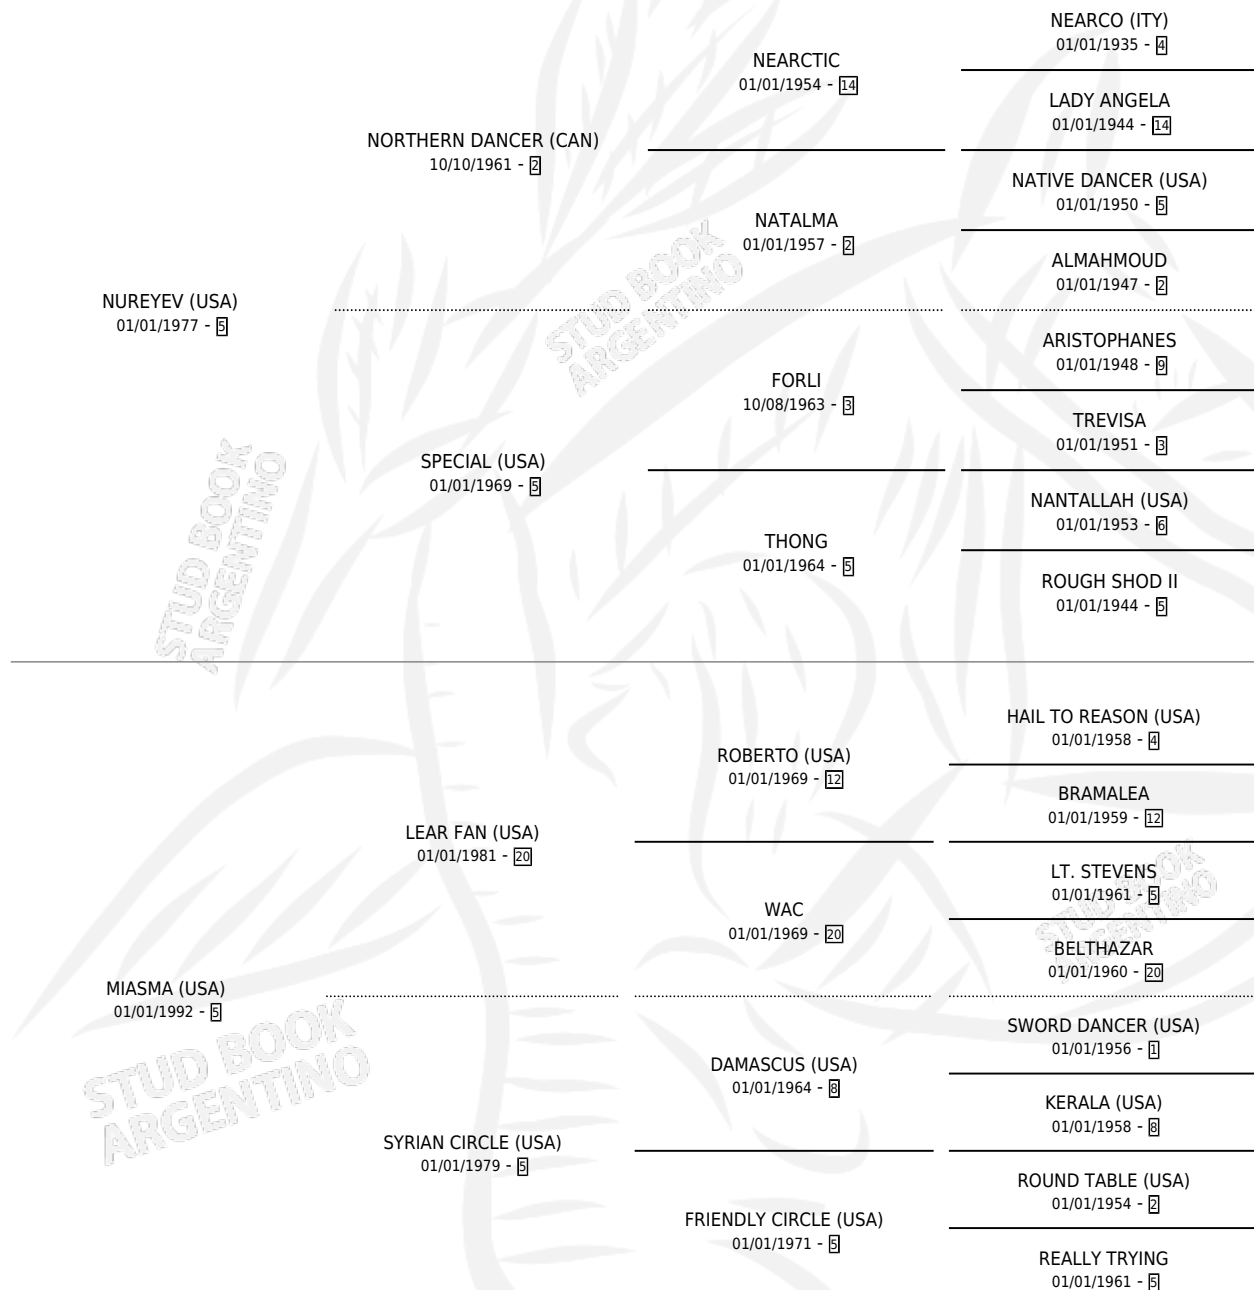 NUREYEV (USA)
01/01/1977 - 5
NORTHERN DANCER (CAN)
10/10/1961 - 2
NEARCTIC
01/01/1954 - 14
NEARCO (ITY)
01/01/1935 - 4
LADY ANGELA
01/01/1944 - 14
NATALMA
01/01/1957 - 2
NATIVE DANCER (USA)
01/01/1950 - 5
ALMAHMOUD
01/01/1947 - 2
SPECIAL (USA)
01/01/1969 - 5
FORLI
10/08/1963 - 3
ARISTOPHANES
01/01/1948 - 9
TREVISA
01/01/1951 - 3
THONG
01/01/1964 - 5
NANTALLAH (USA)
01/01/1953 - 6
ROUGH SHOD II
01/01/1944 - 5
MIASMA (USA)
01/01/1992 - 5
LEAR FAN (USA)
01/01/1981 - 20
ROBERTO (USA)
01/01/1969 - 12
HAIL TO REASON (USA)
01/01/1958 - 4
BRAMALEA
01/01/1959 - 12
WAC
01/01/1969 - 20
LT. STEVENS
01/01/1961 - 5
BELTHAZAR
01/01/1960 - 20
SYRIAN CIRCLE (USA)
01/01/1979 - 5
DAMASCUS (USA)
01/01/1964 - 8
SWORD DANCER (USA)
01/01/1956 - 1
KERALA (USA)
01/01/1958 - 8
FRIENDLY CIRCLE (USA)
01/01/1971 - 5
ROUND TABLE (USA)
01/01/1954 - 2
REALLY TRYING
01/01/1961 - 5
STUD BOOK
ARGENTINO
STUD BOOK
ARGENTINO
STUD BOOK
ARGENTINO
STUD BOOK
ARGENTINO